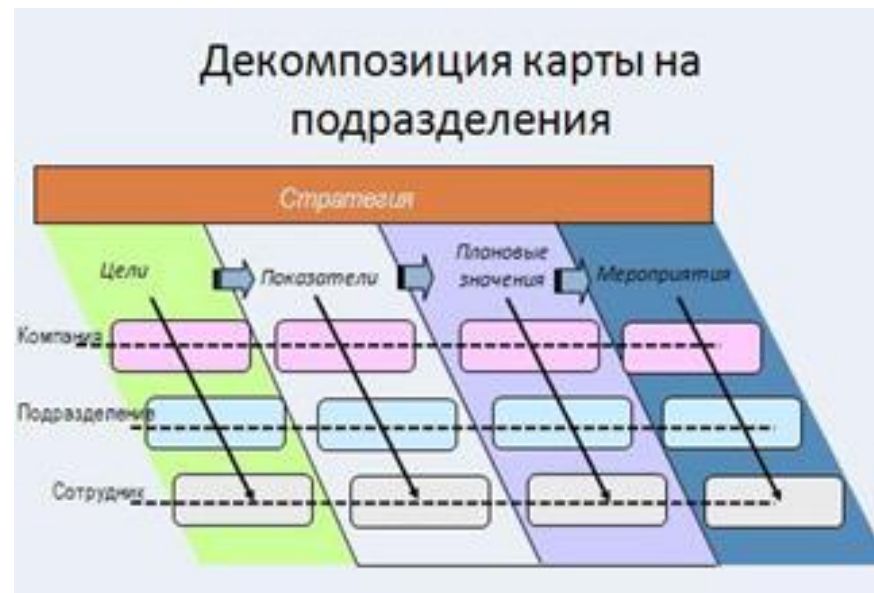 Декомпозиция карты на
подразделения
Стратегия
Цели
Показатели
Плановые
значения
Мероприятия
Компания
Подразделение
Сотрудник